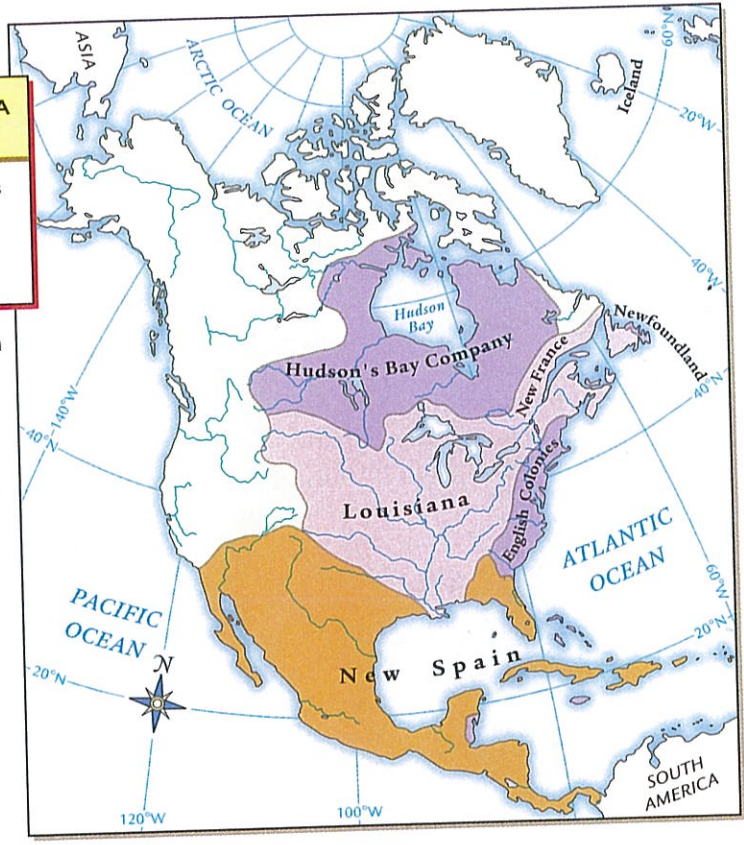 A
ASIA
ARCTIC OCEAN
Iceland
60°N
20°W
40°W
Hudson
Bay
Newfoundland
Hudson's Bay Company
New France
40°N
140°W
40°N
English Colonies
Louisiana
ATLANTIC
OCEAN
60°W
PACIFIC
OCEAN
20°N
N
20°N
New Spain
SOUTH
AMERICA
120°W
100°W